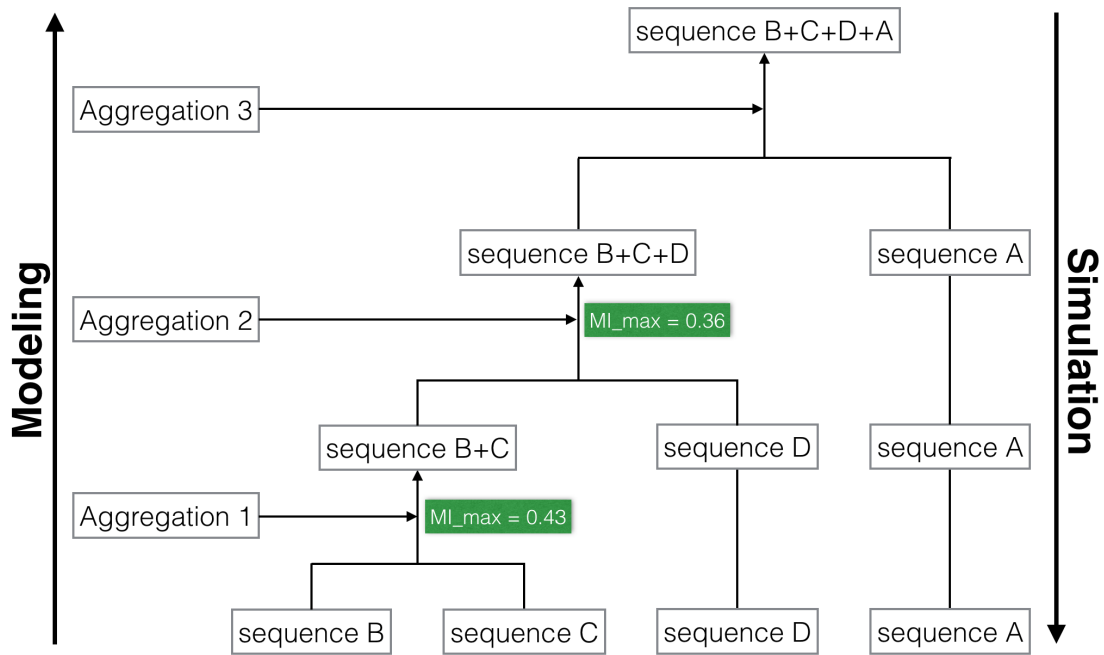 sequence B+C+D+A
Aggregation 3
sequence B+C+D
sequence A
Aggregation 2
MI_max = 0.36
Modeling
Simulation
sequence B+C
sequence D
sequence A
Aggregation 1
MI_max = 0.43
sequence B
sequence C
sequence D
sequence A